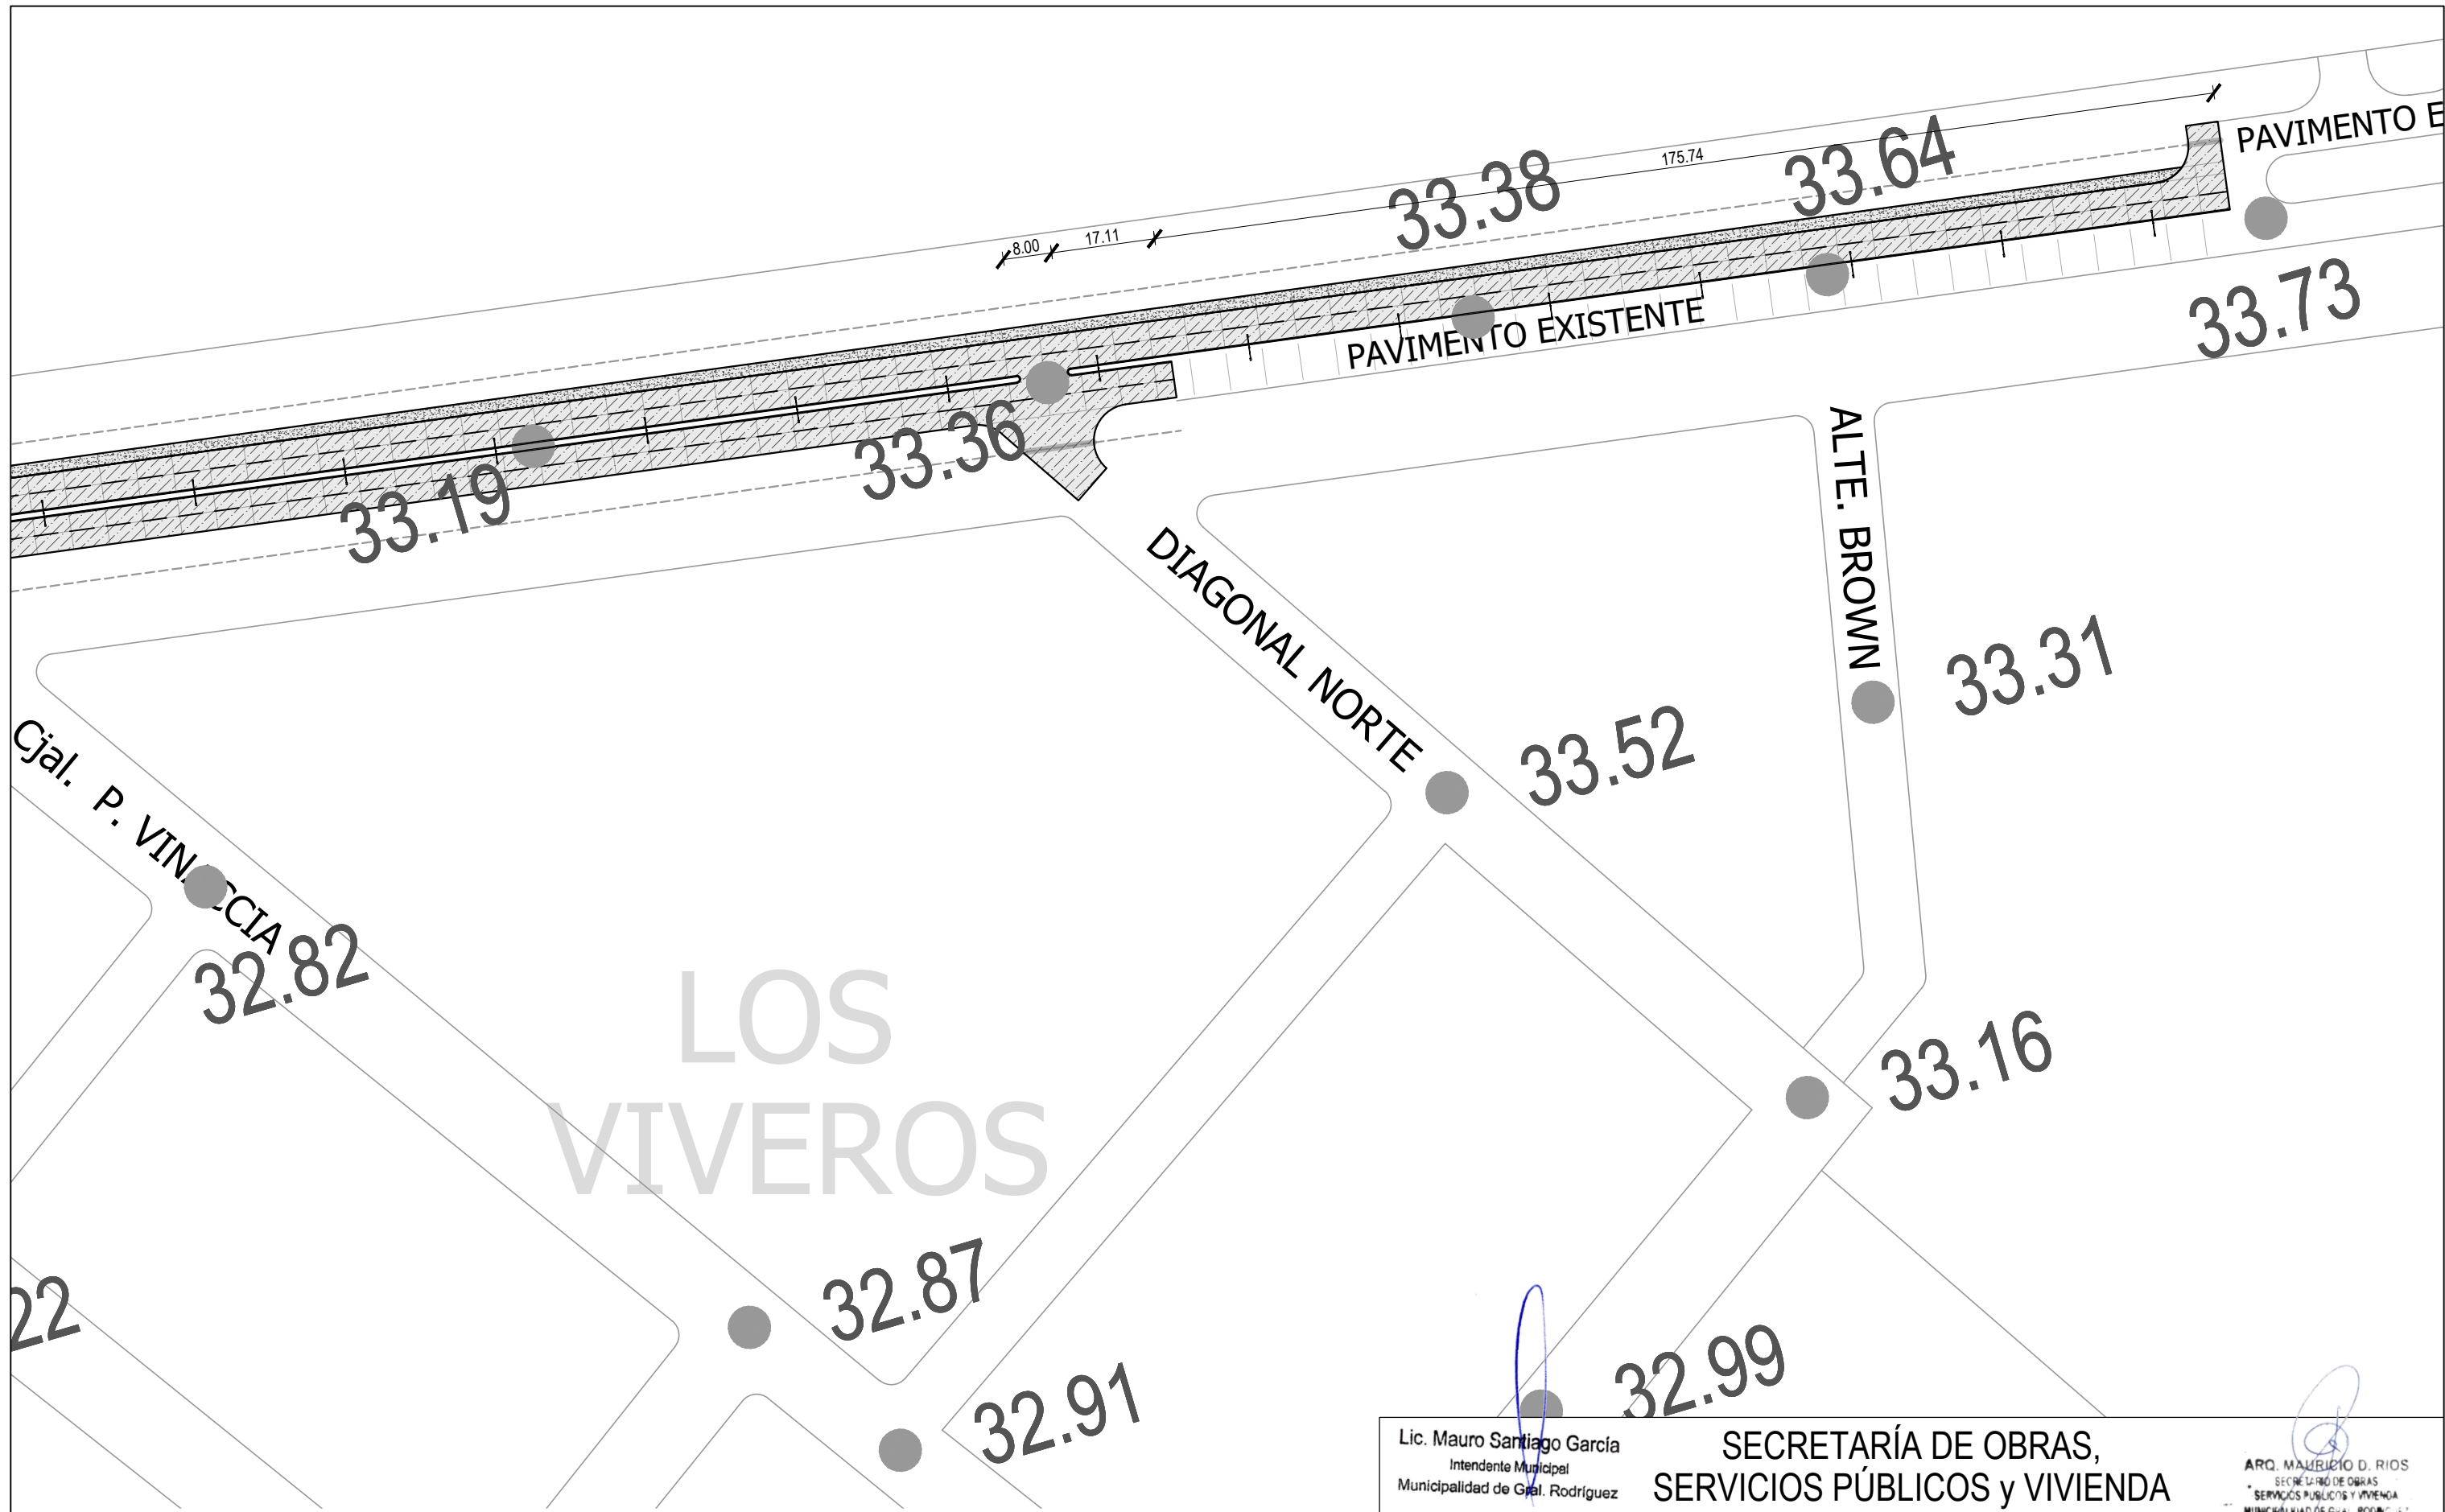 PAVIMENTO E
33.64
175.74
33.38
17.11
8.00
33.73
PAVIMENTO EXISTENTE
33.36
33.19
ALTE. BROWN
DIAGONAL NORTE
33.31
33.52
Cjal. P. VINACCIA
32.82
LOS
VIVEROS
33.16
32.87
22
32.99
32.91
Lic. Mauro Santiago García
Intendente Municipal
Municipalidad de Gral. Rodríguez
SECRETARÍA DE OBRAS,
SERVICIOS PÚBLICOS y VIVIENDA
ARQ. MAURICIO D. RIOS
SECRETARIO DE OBRAS
SERVICIOS PUBLICOS Y VIVIENDA